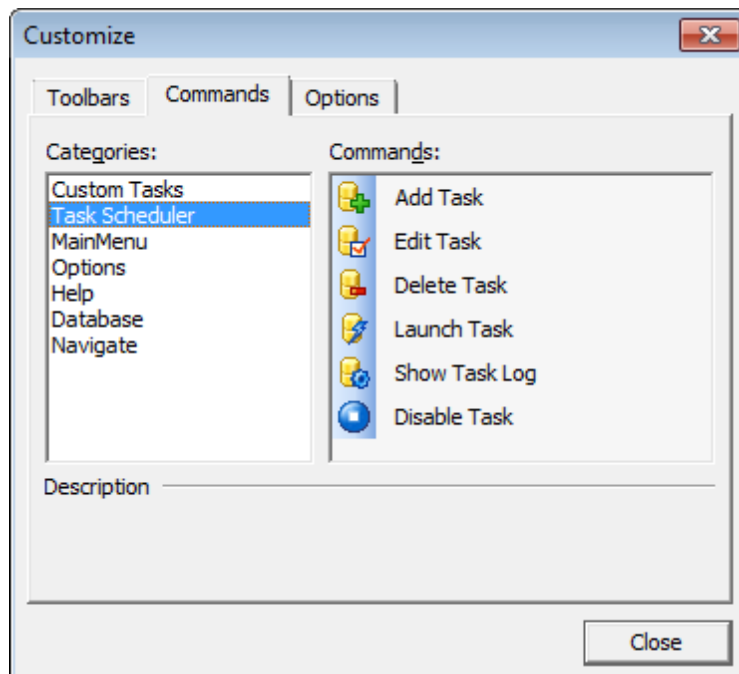 Customize
Toolbars Commands Options
Categories:
Custom Tasks
Task Scheduler
MainMenu
Options
Help
Database
Navigate
Commands:
Add Task
Edit Task
Delete Task
Launch Task
Show Task Log
Disable Task
Description
Close